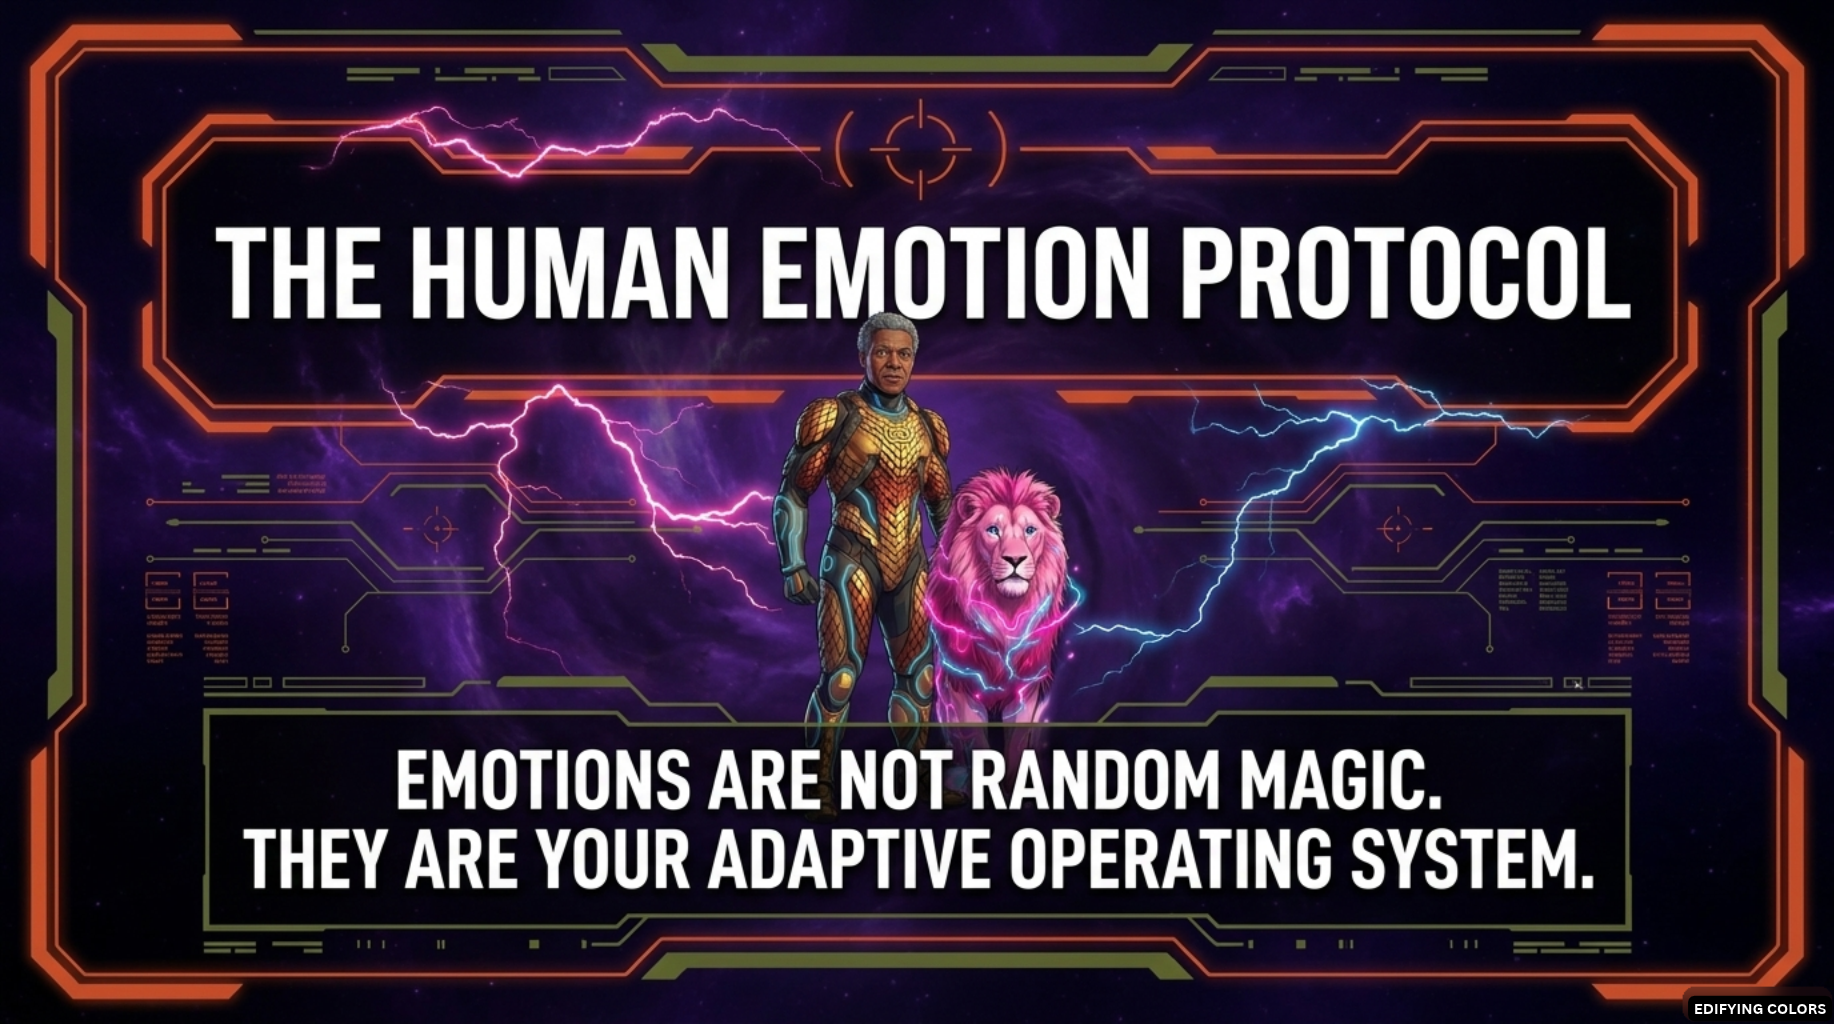 THE HUMAN EMOTION PROTOCOL
EMOTIONS ARE NOT RANDOM MAGIC.
THEY ARE YOUR ADAPTIVE OPERATING SYSTEM.
EDIFYING COLORS